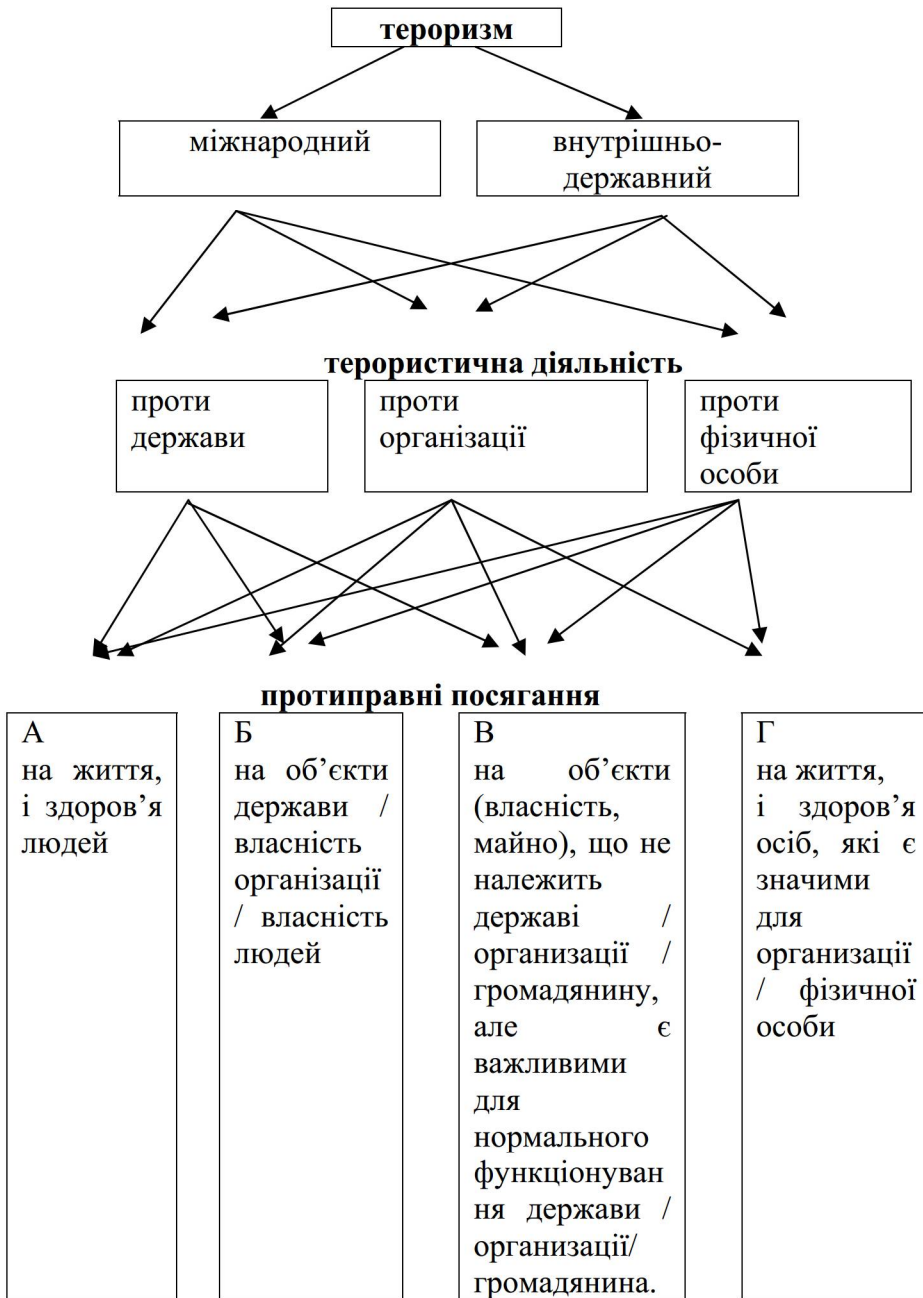 тероризм
міжнародний
внутрішньо-
державний
терористична діяльність
проти
держави
проти
організації
проти
фізичної
особи
протиправні посягання
А
на життя,
і здоров’я
людей
Б
на об’єкти
держави /
власність
організації
/ власність
людей
В
на об’єкти
(власність,
майно), що не
належить
державі /
организації /
громадянину,
але є
важливими
для
нормального
функціонуван
ня держави /
организації/
громадянина.
Г
на життя,
і здоров’я
осіб, які є
значими
для
организації
/ фізичної
особи